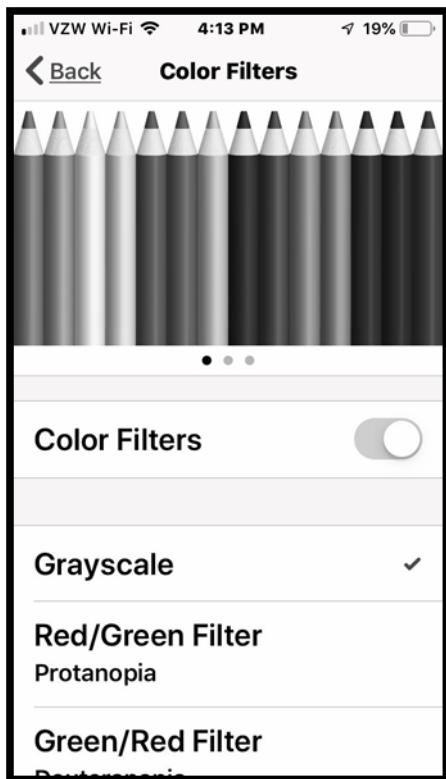 VZW Wi-Fi 4:13 PM 19%
Back Color Filters
Color Filters
Grayscale
Red/Green Filter
Protanopia
Green/Red Filter